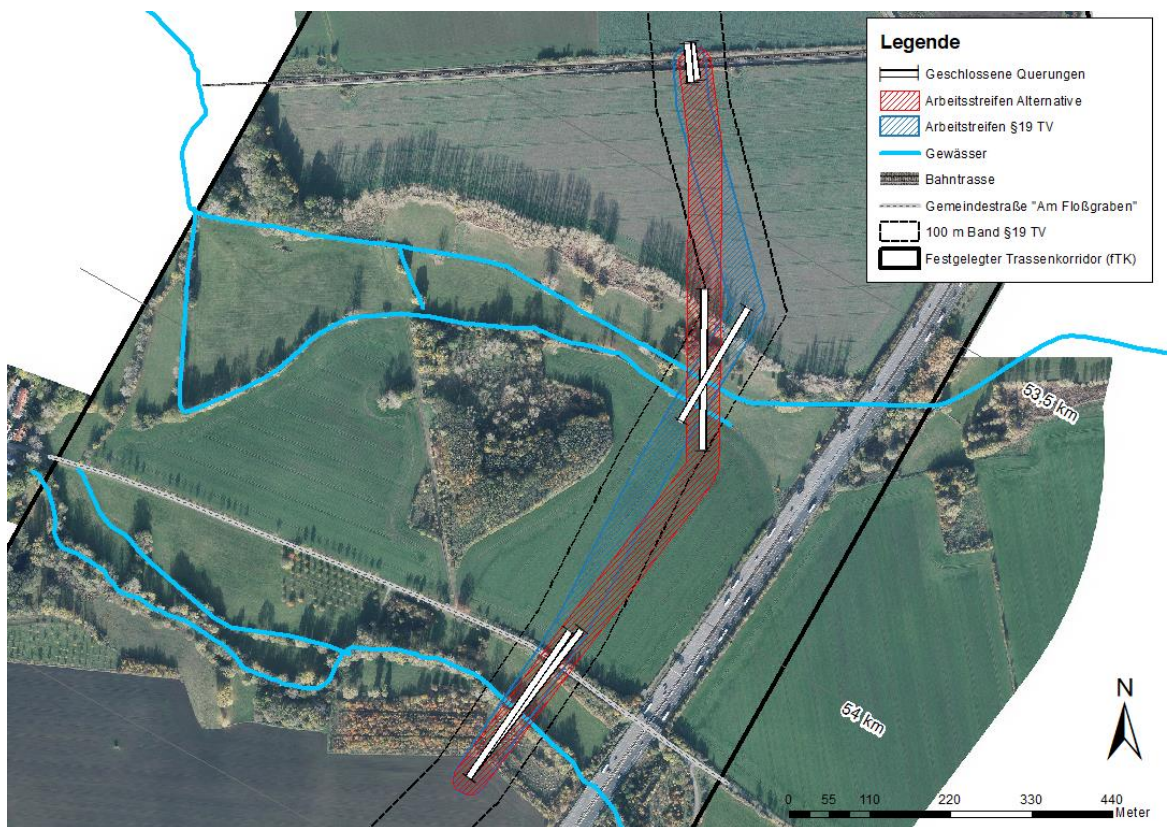 Legende
Geschlossene Querungen
Arbeitsstreifen Alternative
Arbeitstreifen §19 TV
Gewässer
Bahntrasse
Gemeindestraße "Am Floßgraben"
100 m Band §19 TV
Festgelegter Trassenkorridor (fTK)
53,5 km
54 km
N
0 55 110 220 330 440
Meter